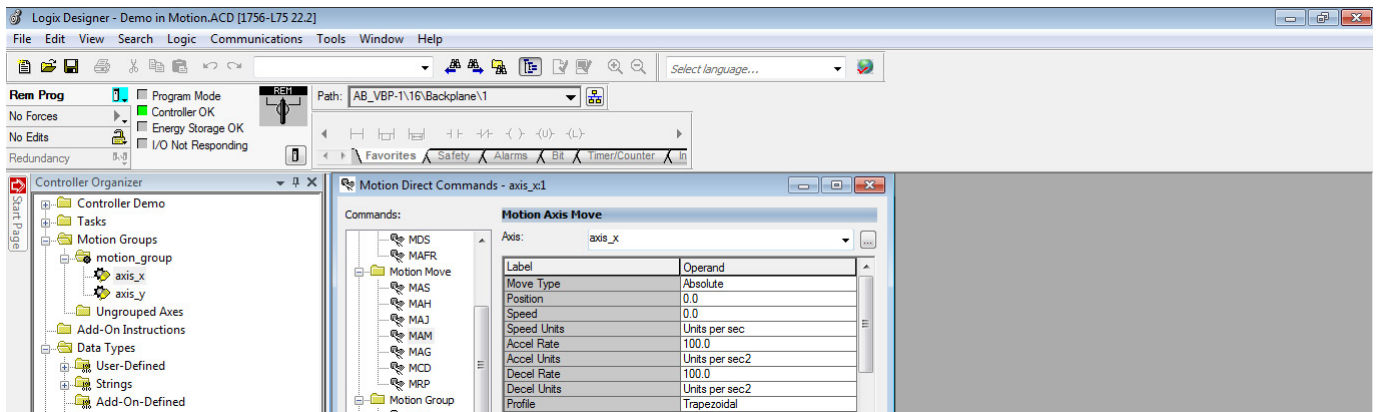 Logix Designer - Demo in Motion.ACD [1756-L75 22.2]
File Edit View Search Logic Communications Tools Window Help
Select language...
Rem Prog
Program Mode
REM
Path: AB_VBP-1\16\Backplane\1
No Forces
Controller OK
Energy Storage OK
No Edits
I/O Not Responding
Redundancy
Favorites Safety Alarms Bit Timer/Counter In
Start Page
Controller Organizer
Controller Demo
Tasks
Motion Groups
motion_group
axis_x
axis_y
Ungrouped Axes
Add-On Instructions
Data Types
User-Defined
Strings
Add-On-Defined
Motion Direct Commands - axis_x:1
Commands:
MDS
MAFR
Motion Move
MAS
MAH
MAJ
MAM
MAG
MCD
MRP
Motion Group
Motion Axis Move
Axis: axis_x
...
Label Operand
Move Type Absolute
Position 0.0
Speed 0.0
Speed Units Units per sec
Accel Rate 100.0
Accel Units Units per sec2
Decel Rate 100.0
Decel Units Units per sec2
Profile Trapezoidal